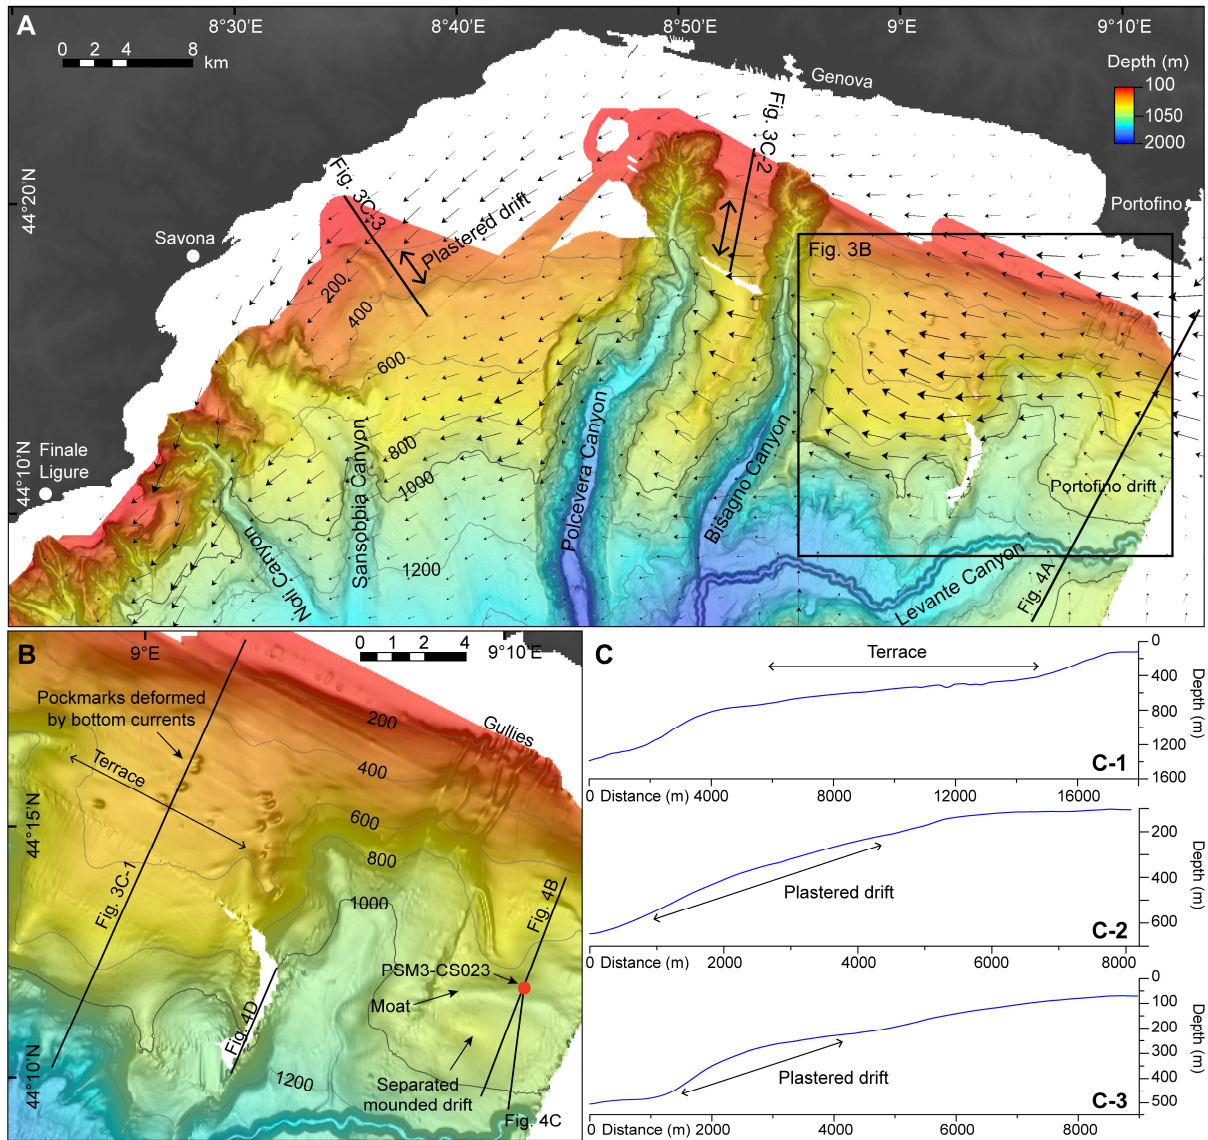 A
8°30'E
8°40'E
8°50'E
9°E
9°10'E
0 2 4 8
km
Genova
Depth (m)
100
1050
2000
44°20'N
Fig. 3C-3
Plastered drift
Fig. 3C-2
Portofino
Savona
Fig. 3B
200
400
600
800
1000
1200
44°10'N
Finale
Ligure
Noli Canyon
Sansobbia Canyon
Polcevera Canyon
Bisagno Canyon
Portofino drift
Levante Canyon
Fig. 4A
B
9°E
0 1 2 4
9°10'E
Pockmarks deformed
by bottom currents
200
Gullies
Terrace
400
600
800
1000
1200
44°15'N
Fig. 3C-1
Fig. 4B
PSM3-CS023
Moat
Fig. 4D
Separated
mounded drift
44°10'N
Fig. 4C
C
Terrace
0
400
800
1200
1600
Depth (m)
C-1
0 Distance (m) 4000 8000 12000 16000
200
400
600
Depth (m)
Plastered drift
C-2
0 Distance (m) 2000 4000 6000 8000
0
100
200
300
400
500
Depth (m)
Plastered drift
C-3
0 Distance (m) 2000 4000 6000 8000